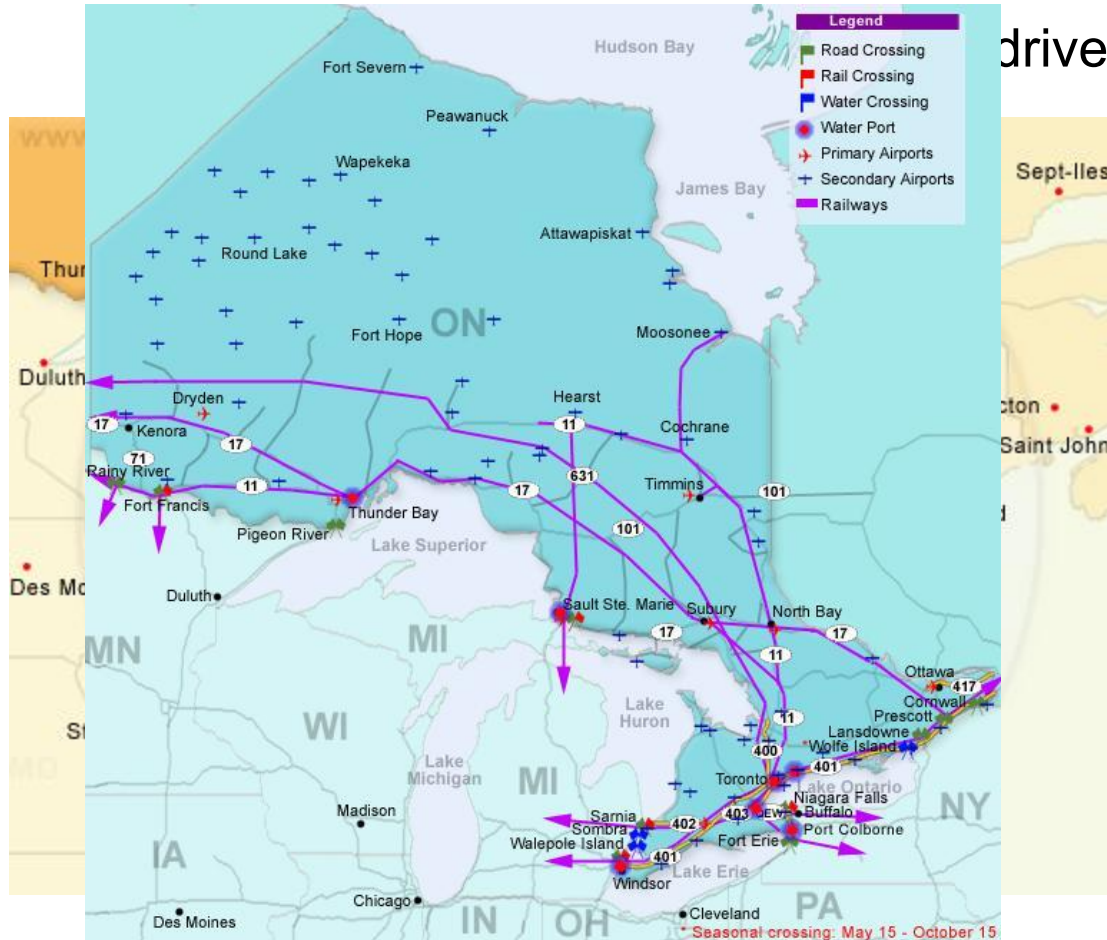 drive
Legend
Road Crossing
Rail Crossing
Water Crossing
Water Port
Primary Airports
Secondary Airports
Railways
Hudson Bay
Fort Severn
Peawanuck
Wapekeka
James Bay
Sept-Iles
Attawapiskat
Round Lake
Thur
ON
Fort Hope
Moosonee
Duluth
Dryden
Hearst
cton
17
Kenora
17
11
Cochrane
Saint John
71
Rainy River
11
Fort Francis
631
17
Timmins
101
Thunder Bay
101
Pigeon River
Lake Superior
Des Mo
Duluth
Sault Ste. Marie
Subury
North Bay
17
17
MN
MI
11
Ottawa
417
Cornwall
Prescott
Lake
Huron
11
Lansdowne
*Wolfe Island
St
WI
400
MO
Lake
Michigan
MI
Toronto
401
Lake Ontario
Niagara Falls
NY
Madison
Sarnia
402
403
QEW
Buffalo
Sombra
Port Colborne
Walepole Island
Fort Erie
IA
401
Windsor
Lake Erie
Chicago
Des Moines
IN
OH
Cleveland
PA
* Seasonal crossing: May 15 - October 15